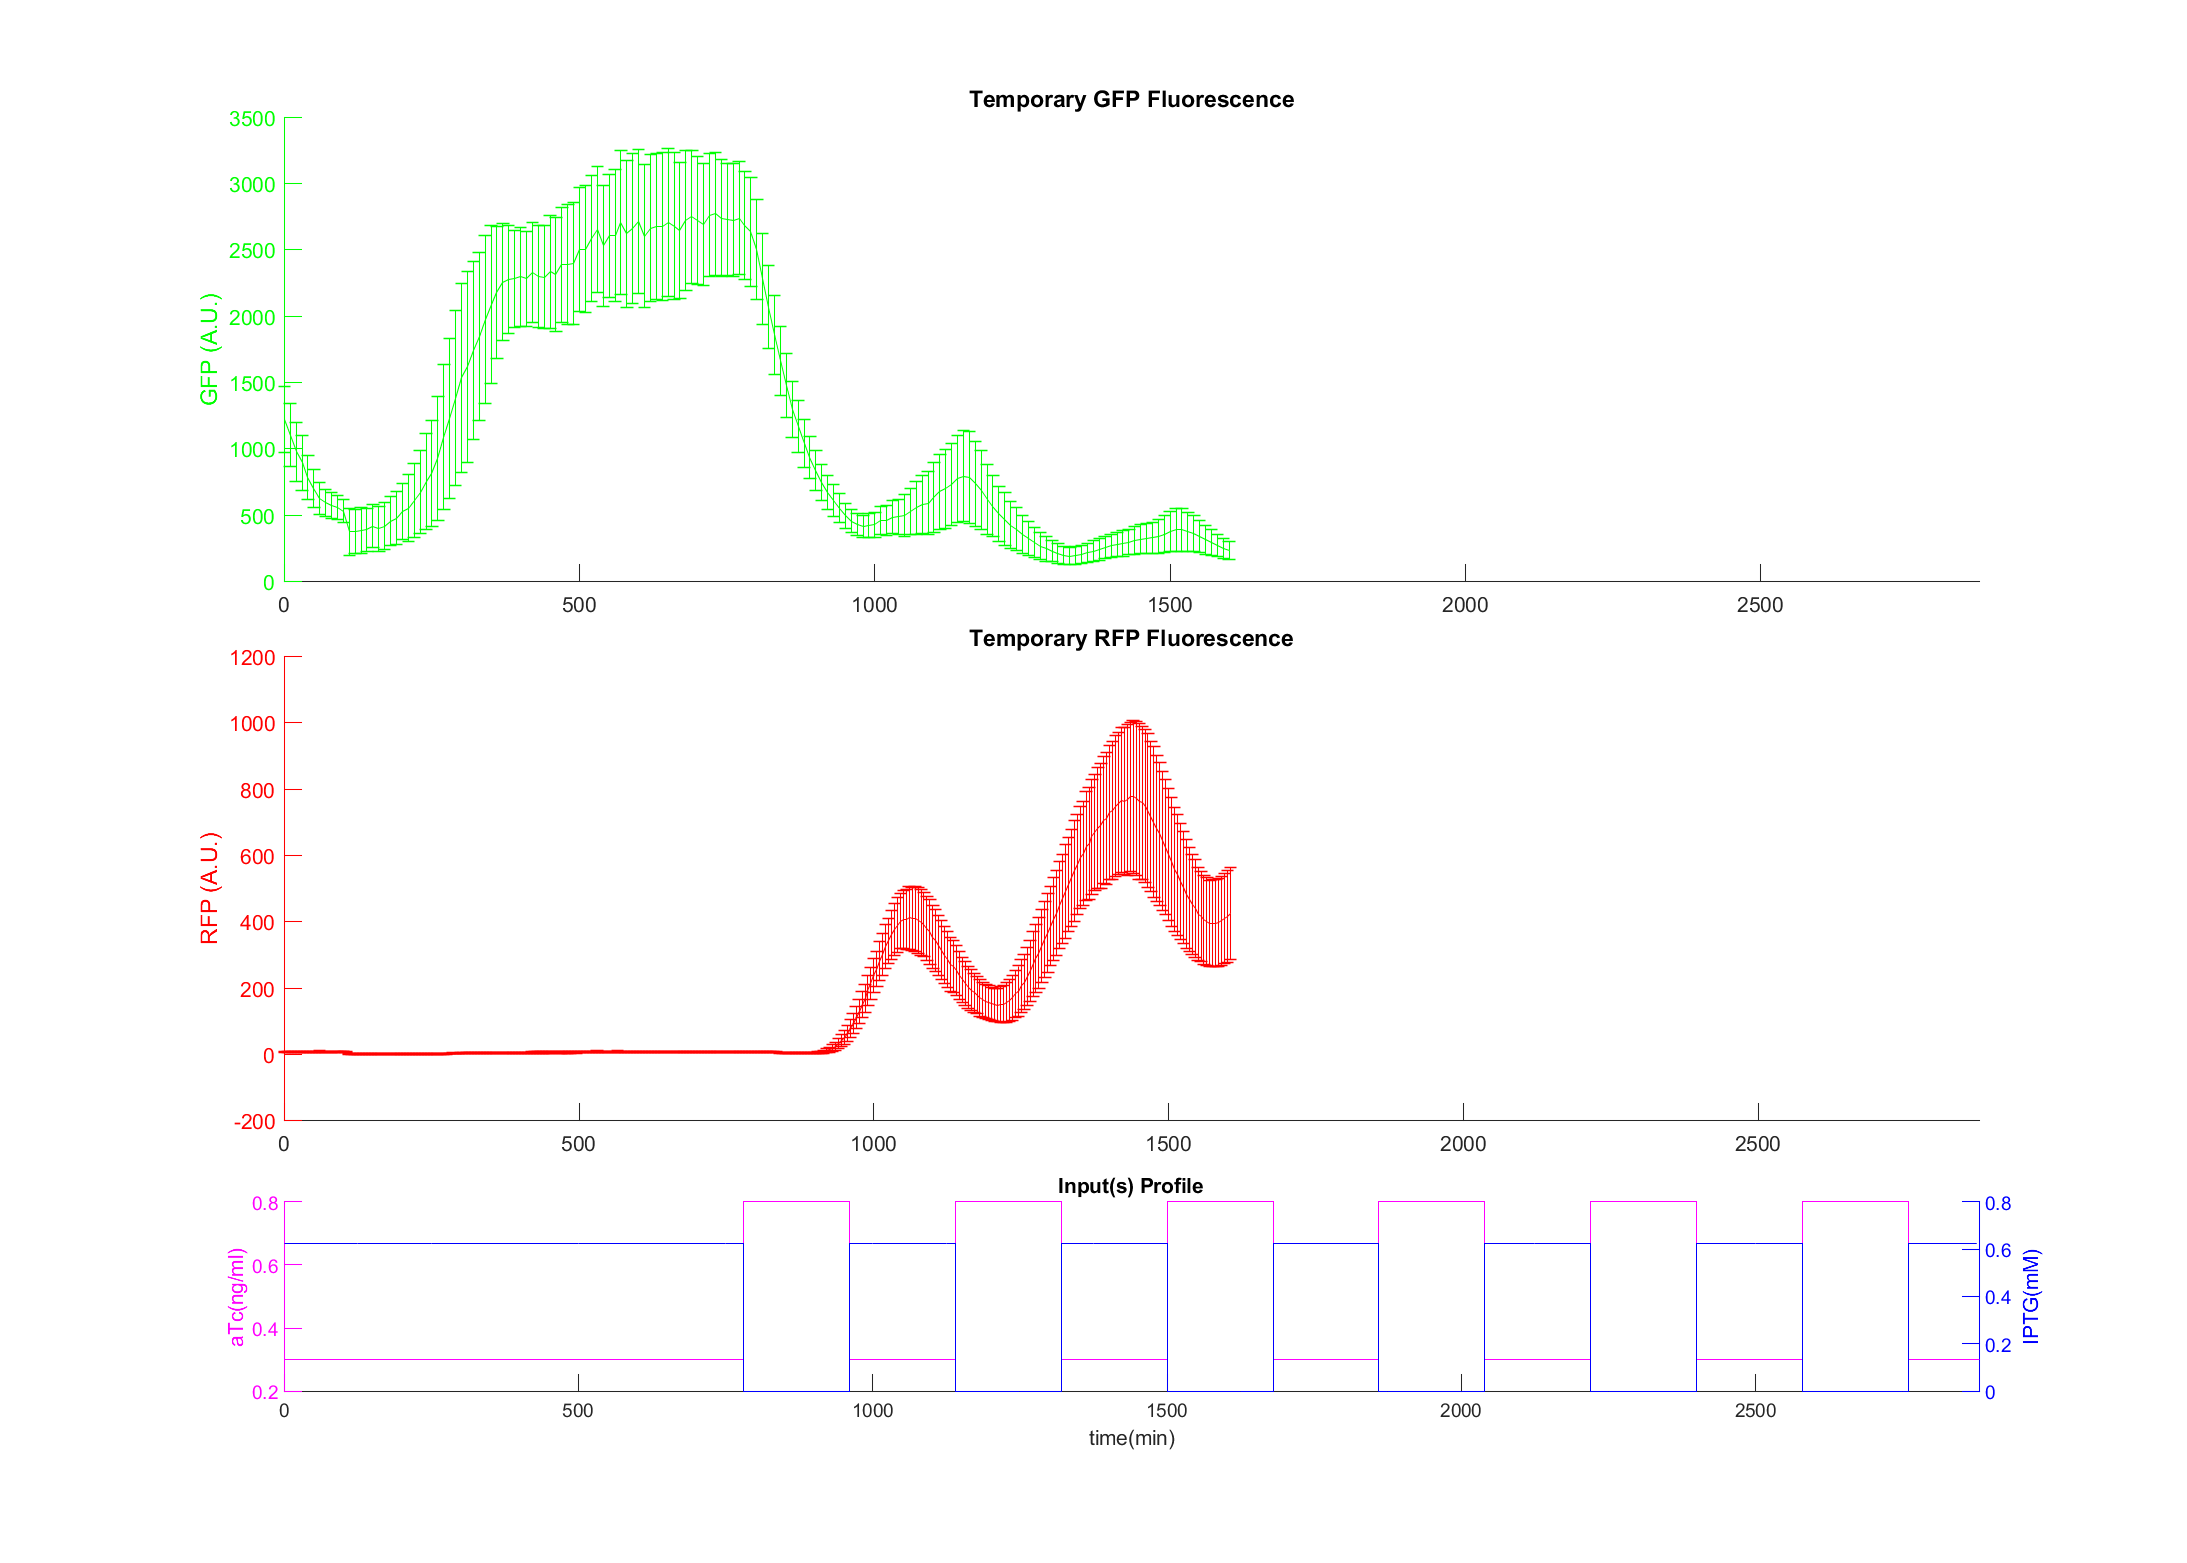 Temporary GFP Fluorescence
3500
3000
2500
2000
1500
1000
500
0
GFP (A.U.)
0 500 1000 1500 2000 2500
Temporary RFP Fluorescence
1200
1000
800
600
400
200
0
-200
RFP (A.U.)
0 500 1000 1500 2000 2500
Input(s) Profile
0.8
0.6
0.4
0.2
aTc(ng/ml)
0.8
0.6
0.4
0.2
0
IPTG(mM)
0 500 1000 1500 2000 2500
time(min)